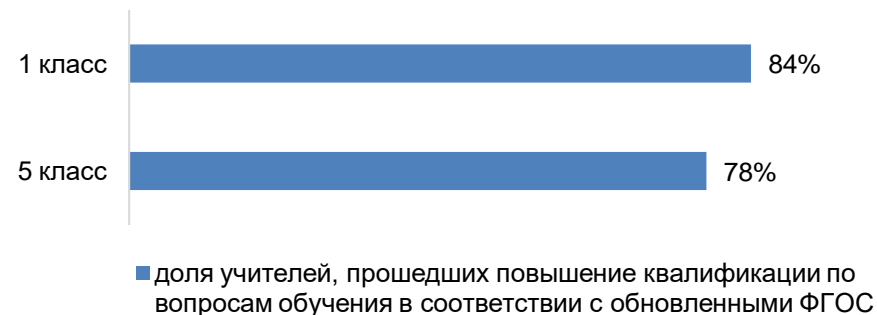 1 класс
84%
5 класс
78%
доля учителей, прошедших повышение квалификации по
вопросам обучения в соответствии с обновленными ФГОС